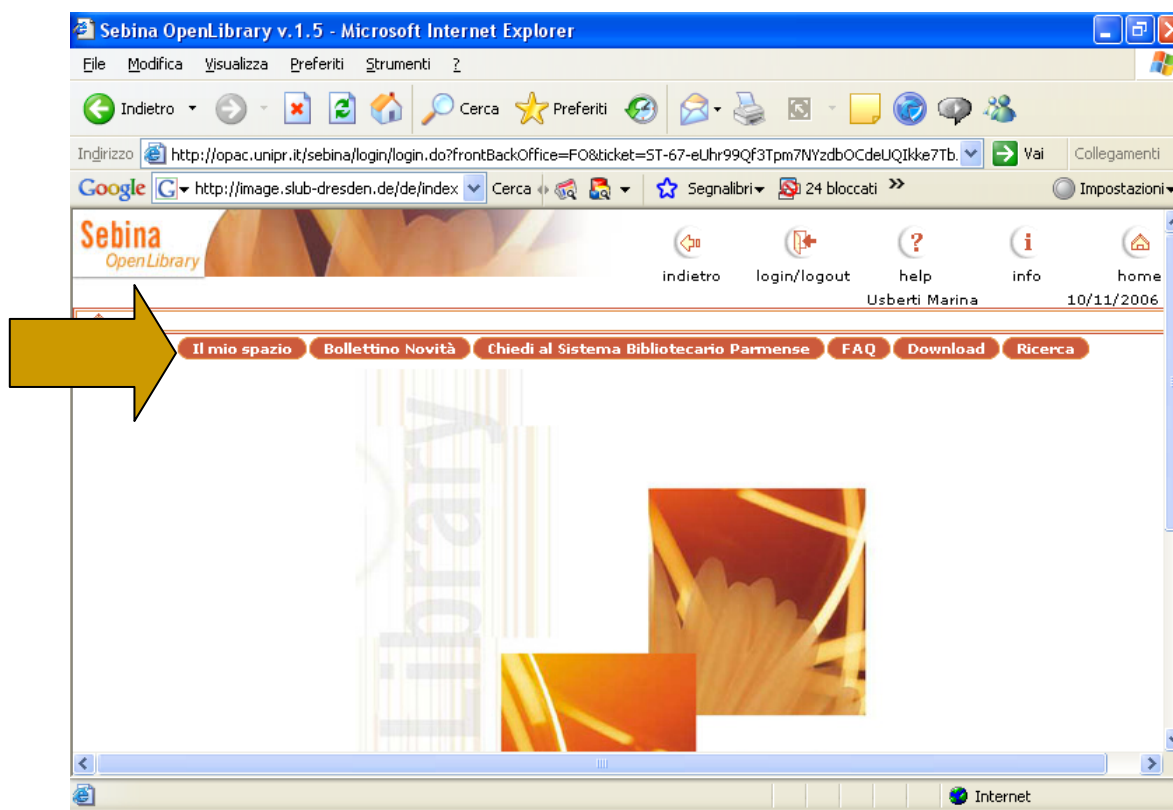 Sebina OpenLibrary v.1.5 - Microsoft Internet Explorer
File Modifica Visualizza Preferiti Strumenti ?
Indietro Cerca Preferiti
Indirizzo http://opac.unipr.it/sebina/login/login.do?frontBackOffice=FO&ticket=ST-67-eUhr99Qf3Tpm7NYzdbOCdeUQIkke7Tb. Vai Collegamenti
Google G http://image.slub-dresden.de/de/index Cerca Segnalibri 24 bloccati Impostazioni
Sebina
OpenLibrary
indietro login/logout help info home
Usberti Marina 10/11/2006
Il mio spazio Bollettino Novità Chiedi al Sistema Bibliotecario Parmense FAQ Download Ricerca
Library
Internet